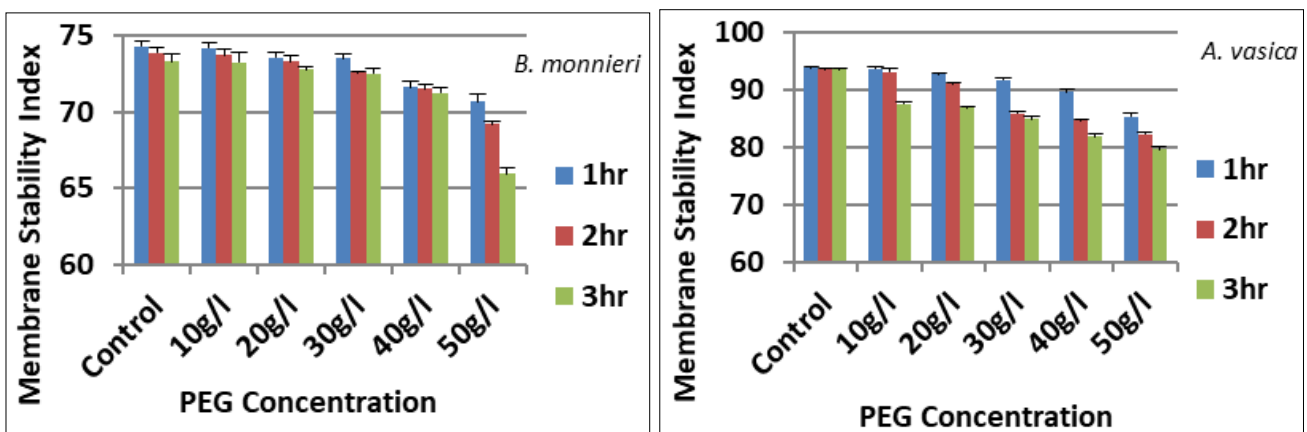 Membrane Stability Index
75
70
65
60
B. monnieri
1hr
2hr
3hr
Control
10g/l
20g/l
30g/l
40g/l
50g/l
PEG Concentration
Membrane Stability Index
100
90
80
70
60
A. vasica
1hr
2hr
3hr
Control
10g/l
20g/l
30g/l
40g/l
50g/l
PEG Concentration